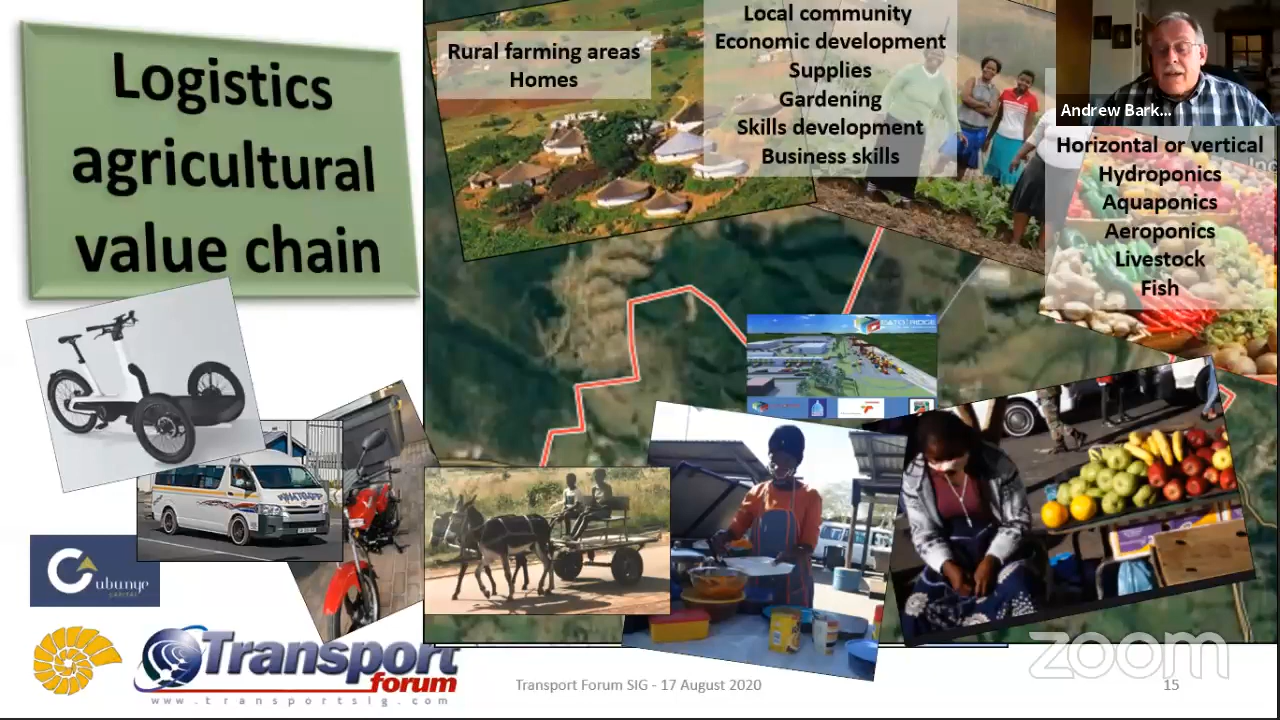 Logistics
agricultural
value chain
Rural farming areas
Homes
Local community
Economic development
Supplies
Gardening
Skills development
Business skills
Andrew Bark...
Horizontal or vertical
Hydroponics
Aquaponics
Aeroponics
Livestock
Fish
ubunye
CAPITAL
Transport
forum
www.transportsig.com
Transport Forum SIG - 17 August 2020
15
zoom